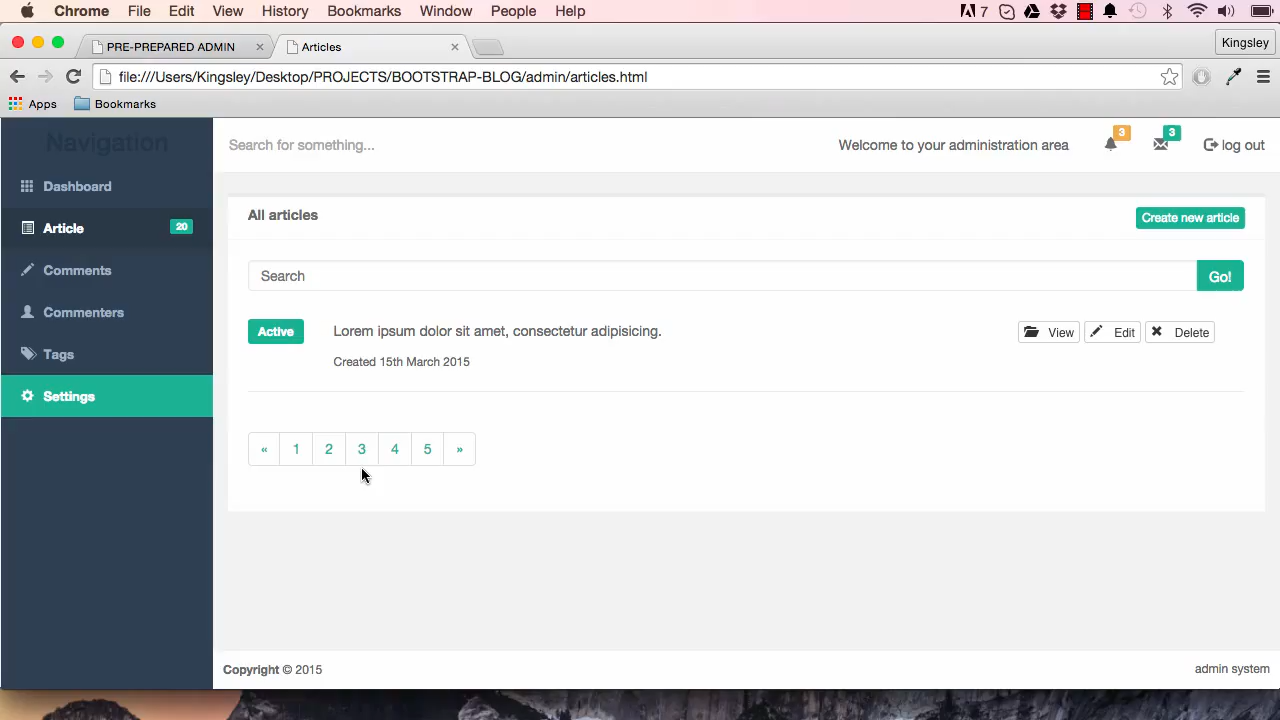 Chrome File Edit View History Bookmarks Window People Help 7
PRE-PREPARED ADMIN × Articles × Kingsley
file:///Users/Kingsley/Desktop/PROJECTS/BOOTSTRAP-BLOG/admin/articles.html
Apps Bookmarks
Navigation
Search for something...
Welcome to your administration area 3 3 log out
Dashboard
Article 20
Comments
Commenters
Tags
Settings
All articles Create new article
Search Go!
Active Lorem ipsum dolor sit amet, consectetur adipisicing. View Edit Delete
Created 15th March 2015
« 1 2 3 4 5 »
Copyright © 2015 admin system